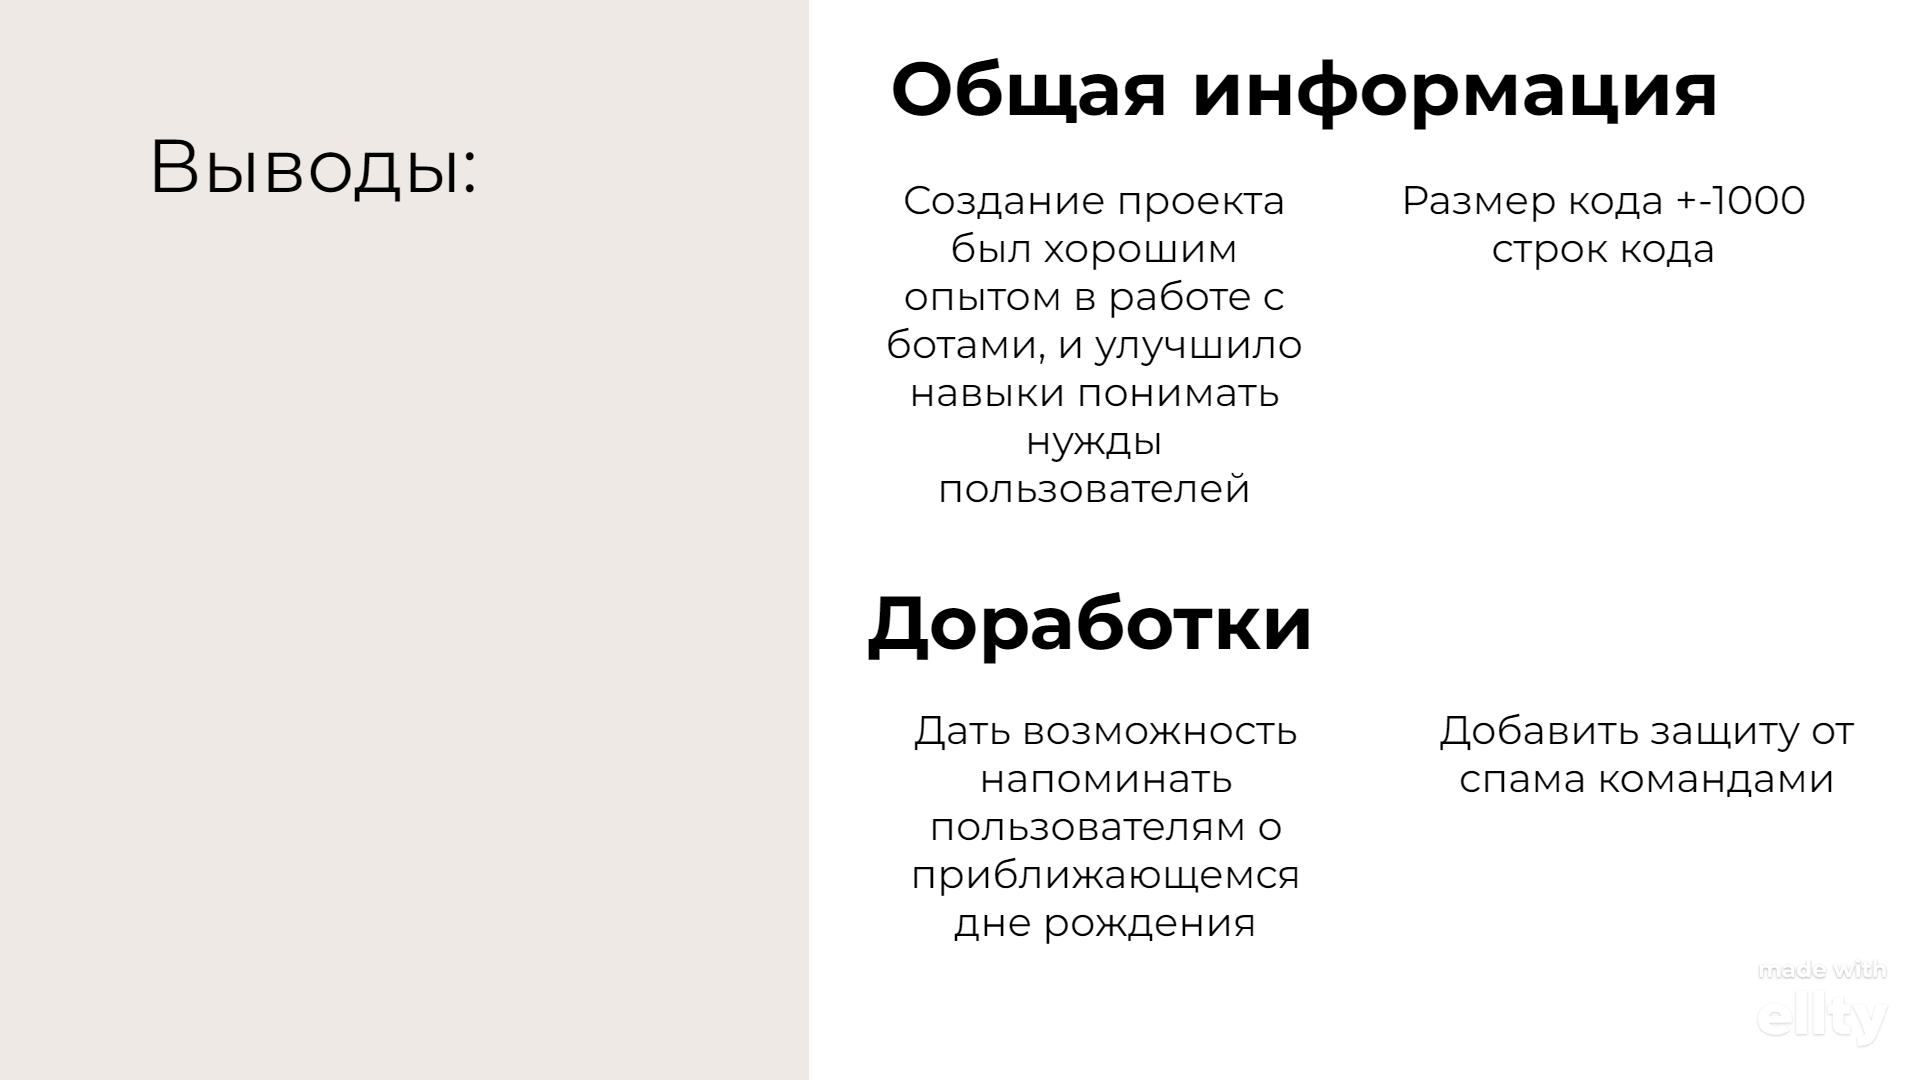 Выводы:
Общая информация
Создание проекта
был хорошим
опытом в работе с
ботами, и улучшило
навыки понимать
нужды
пользователей
Размер кода +-1000
строк кода
Доработки
Дать возможность
напоминать
пользователям о
приближающемся
дне рождения
Добавить защиту от
спама командами
made with
ellty